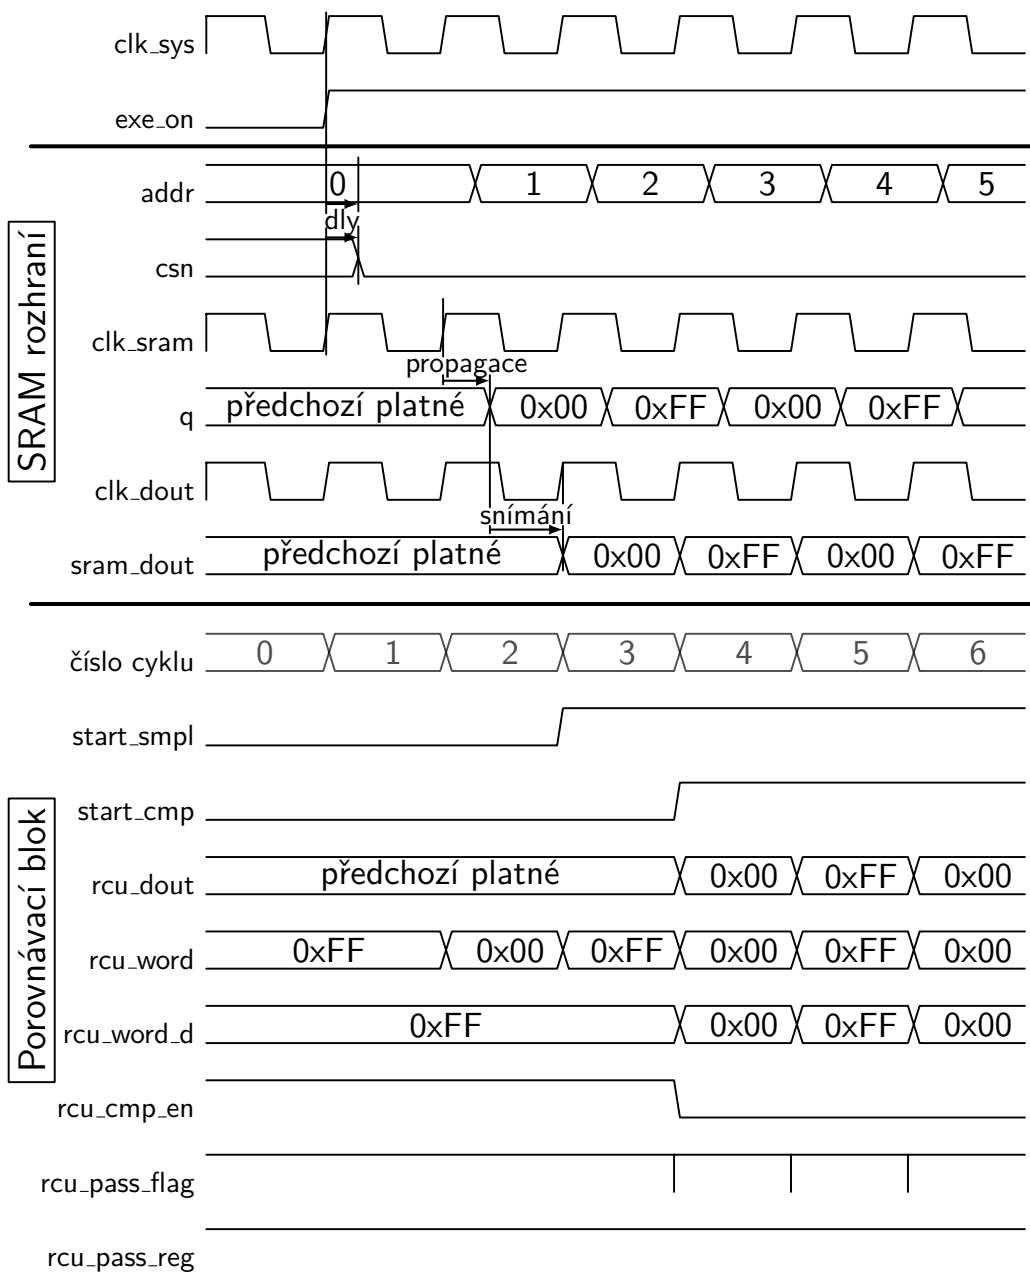 clk_sys
exe_on
SRAM rozhraní
addr 0 1 2 3 4 5
dly
csn
clk_sram
propagace
q předchozí platné 0x00 0xFF 0x00 0xFF
clk_dout
snímání
sram_dout předchozí platné 0x00 0xFF 0x00 0xFF
číslo cyklu 0 1 2 3 4 5 6
start_smpl
Porovnávací blok
start_cmp
rcu_dout předchozí platné 0x00 0xFF 0x00
rcu_word 0xFF 0x00 0xFF 0x00 0xFF 0x00
rcu_word_d 0xFF 0x00 0xFF 0x00
rcu_cmp_en
rcu_pass_flag
rcu_pass_reg